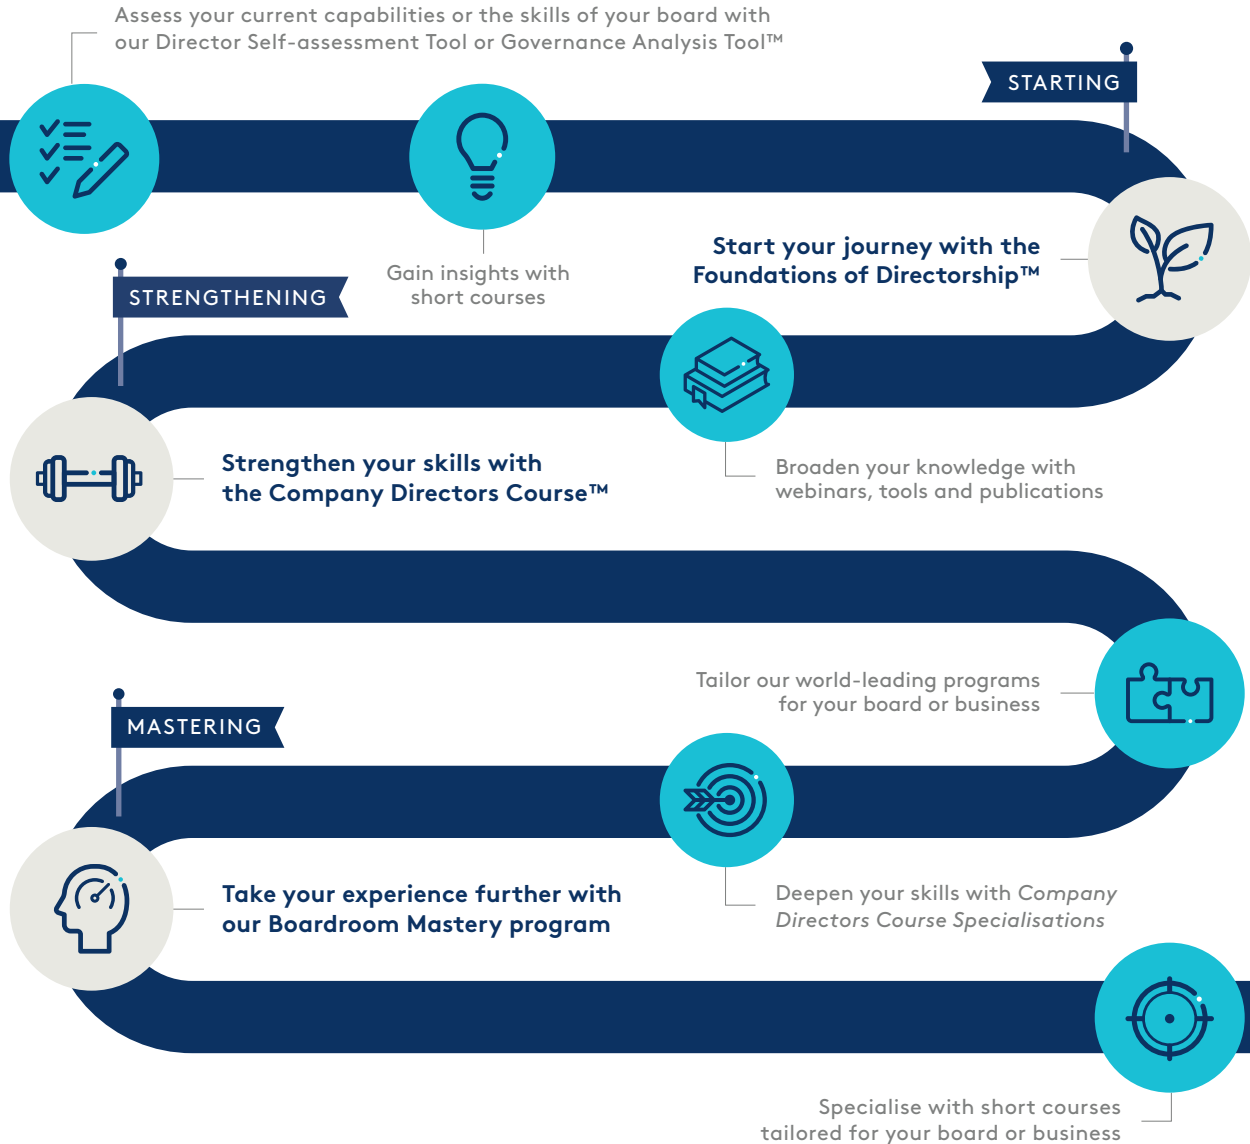 Assess your current capabilities or the skills of your board with
our Director Self-assessment Tool or Governance Analysis Tool™
STARTING
Gain insights with
short courses
Start your journey with the
Foundations of Directorship™
STRENGTHENING
Strengthen your skills with
the Company Directors Course™
Broaden your knowledge with
webinars, tools and publications
Tailor our world-leading programs
for your board or business
MASTERING
Take your experience further with
our Boardroom Mastery program
Deepen your skills with Company
Directors Course Specialisations
Specialise with short courses
tailored for your board or business